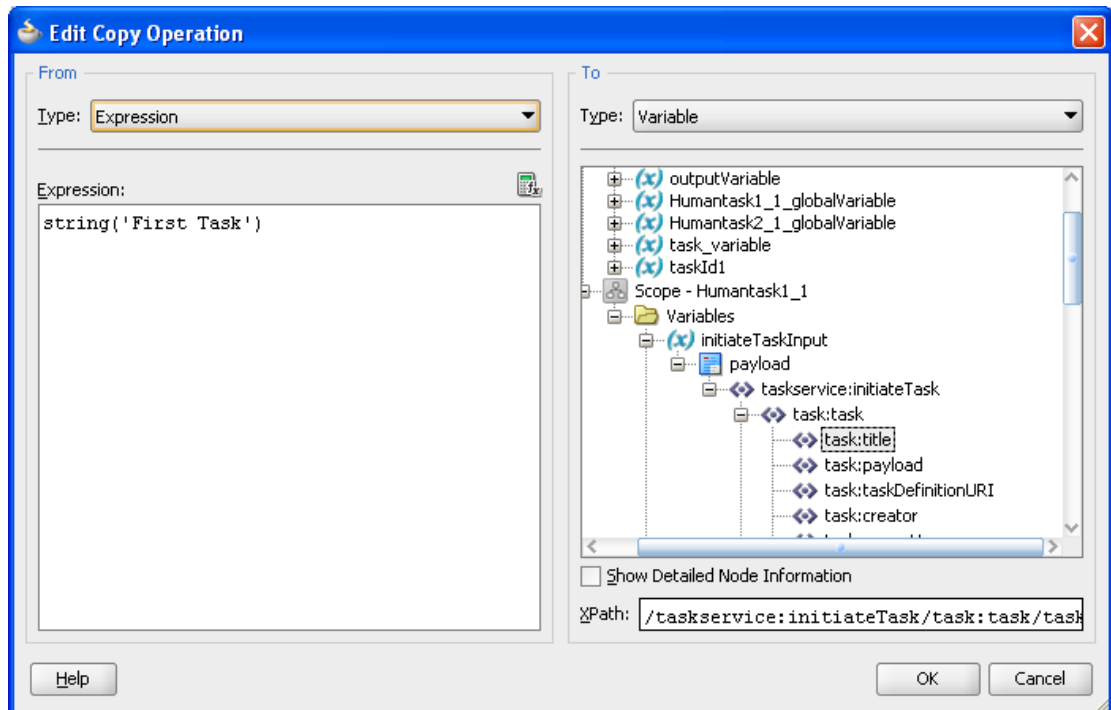 Edit Copy Operation
From
Type: Expression
Expression:
string('First Task')
To
Type: Variable
outputVariable
Humantask1_1_globalVariable
Humantask2_1_globalVariable
task_variable
taskId1
Scope - Humantask1_1
Variables
initiateTaskInput
payload
taskservice:initiateTask
task:task
task:title
task:payload
task:taskDefinitionURI
task:creator
Show Detailed Node Information
XPath: /taskservice:initiateTask/task:task/task
Help
OK
Cancel